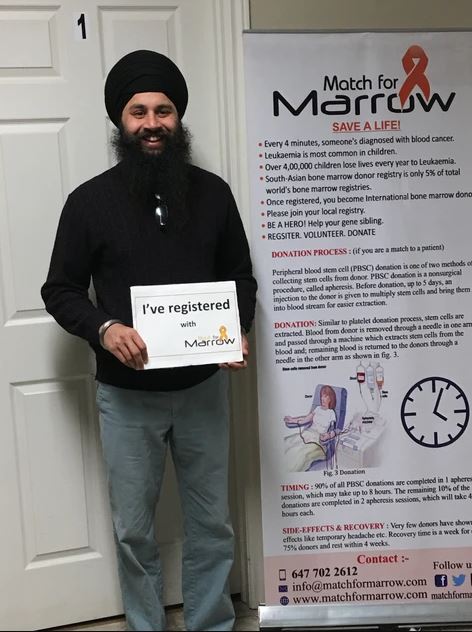 1
Match for
Marrow
SAVE A LIFE!
Every 4 minutes, someone's diagnosed with blood cancer.
Leukaemia is most common in children.
Over 4,00,000 children lose lives every year to Leukaemia.
South-Asian bone marrow donor registry is only 5% of total
world's bone marrow registries.
Once registered, you become International bone marrow dono
Please join your local registry.
BE A HERO! Help your gene sibling.
REGSITER. VOLUNTEER. DONATE
DONATION PROCESS : (if you are a match to a patient)
Peripheral blood stem cell (PBSC) donation is one of two methods of
collecting stem cells from donor. PBSC donation is a nonsurgical
procedure, called apheresis. Before donation, up to 5 days, an
injection to the donor is given to multiply stem cells and bring them
into blood stream for easier extraction.
DONATION: Similar to platelet donation process, stem cells are
extracted. Blood from donor is removed through a needle in one
and passed through a machine which extracts stem cells from the
blood and; remaining blood is returned to the donors through a
needle in the other arm as shown in fig. 3.
Stem cells removed from donor
Fig. 3 Donation
TIMING : 90% of all PBSC donations are completed in 1 apheres
session, which may take up to 8 hours. The remaining 10% of the
donations are completed in 2 apheresis sessions, which will take 4
hours each.
SIDE-EFFECTS & RECOVERY : Very few donors have shown
effects like temporary headache etc. Recovery time is a week for
75% donors and rest within 4 weeks.
Contact :-
647 702 2612
info@matchformarrow.com
www.matchformarrow.com
Follow u
matchformar
I've registered
with
Match for
Marrow